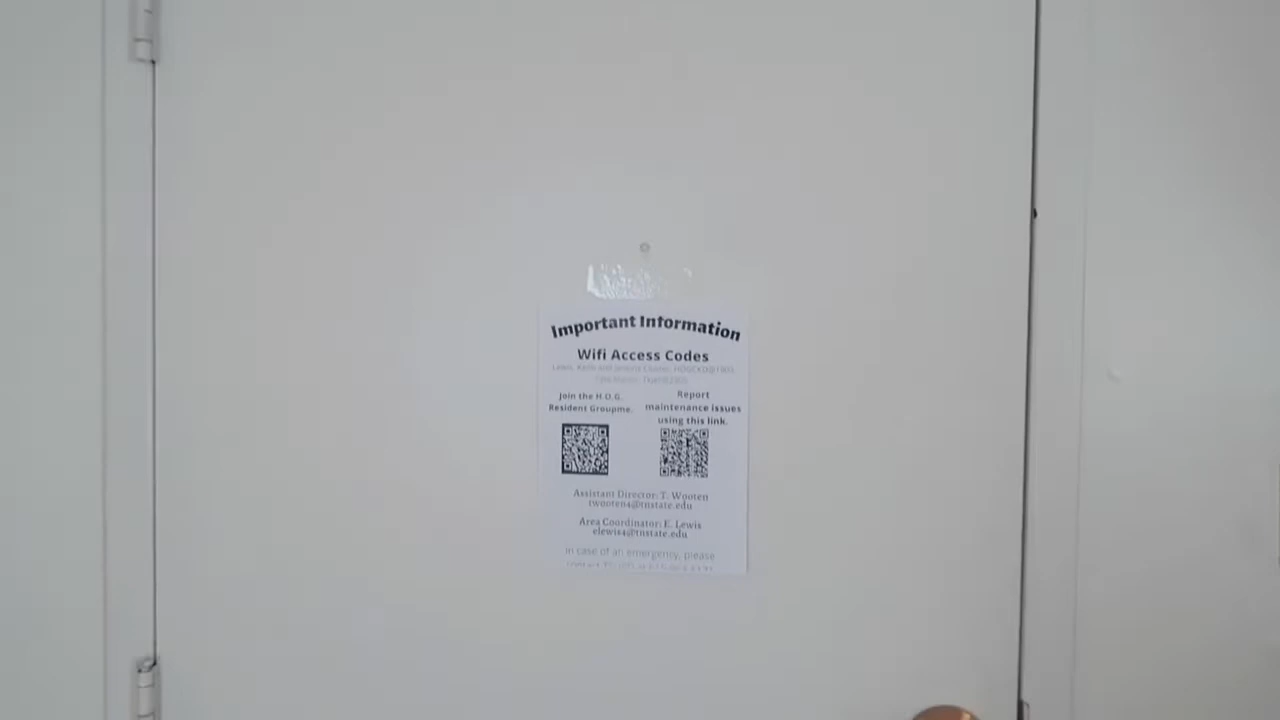 Important Information
Wifi Access Codes
Join the H.O.G.
Resident Groupme.
Report
maintenance issues
using this link.
Assistant Director: T. Wooten
twooten4@tnstate.edu
Area Coordinator: E. Lewis
elewis4@tnstate.edu
In case of an emergency, please